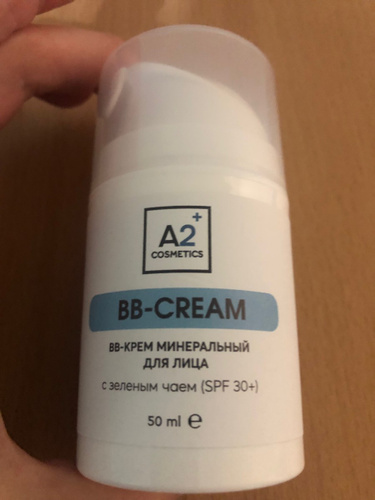 A2+
COSMETICS
BB-CREAM
BB-КРЕМ МИНЕРАЛЬНЫЙ
ДЛЯ ЛИЦА
с зеленым чаем (SPF 30+)
50 ml ℮